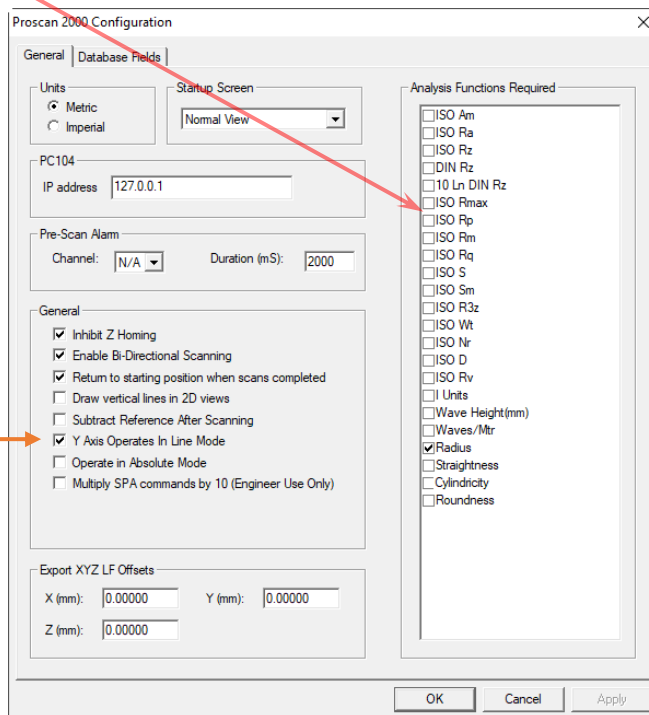 Proscan 2000 Configuration
General
Database Fields
Units
Metric
Imperial
Startup Screen
Normal View
PC104
IP address
127.0.0.1
Pre-Scan Alarm
Channel:
N/A
Duration (mS):
2000
General
Inhibit Z Homing
Enable Bi-Directional Scanning
Return to starting position when scans completed
Draw vertical lines in 2D views
Subtract Reference After Scanning
Y Axis Operates In Line Mode
Operate in Absolute Mode
Multiply SPA commands by 10 (Engineer Use Only)
Export XYZ LF Offsets
X (mm):
0.00000
Y (mm):
0.00000
Z (mm):
0.00000
Analysis Functions Required
ISO Am
ISO Ra
ISO Rz
DIN Rz
10 Ln DIN Rz
ISO Rmax
ISO Rp
ISO Rm
ISO Rq
ISO S
ISO Sm
ISO R3z
ISO Wt
ISO Nr
ISO D
ISO Rv
I Units
Wave Height(mm)
Waves/Mtr
Radius
Straightness
Cylindricity
Roundness
OK
Cancel
Apply